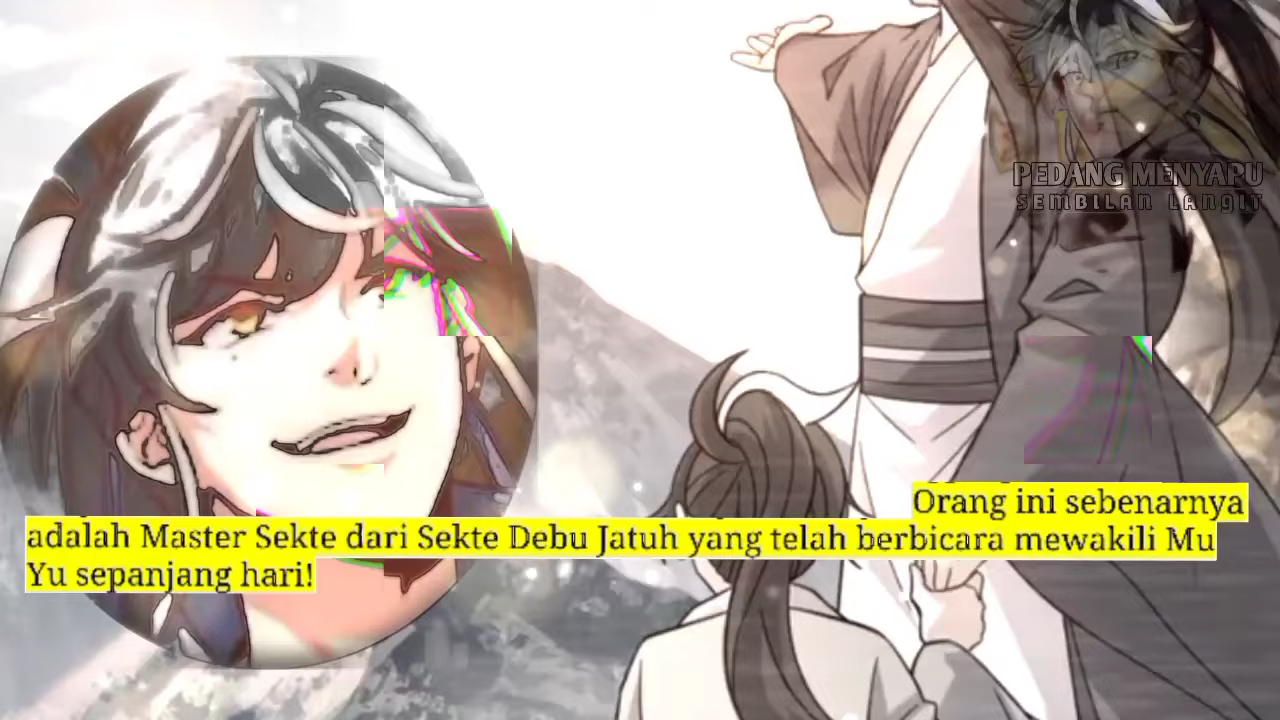 PEDANG MENYAPU
SEMBILAN LANGIT
Orang ini sebenarnya
adalah Master Sekte dari Sekte Debu Jatuh yang telah berbicara mewakili Mu
Yu sepanjang hari!